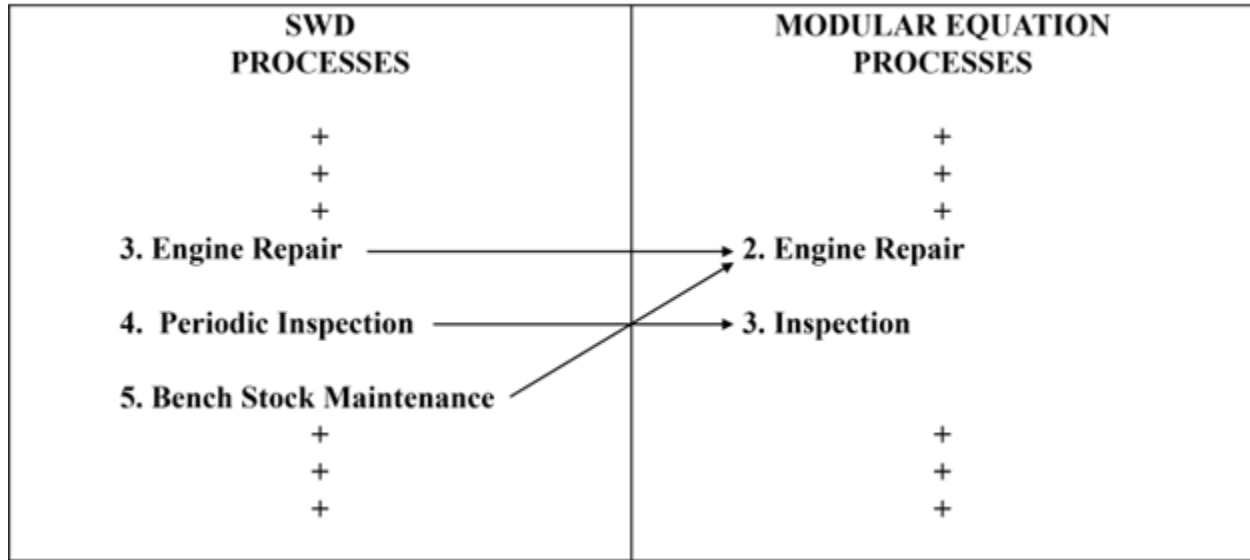 SWD
PROCESSES
MODULAR EQUATION
PROCESSES
+
+
+
+
+
+
3. Engine Repair
2. Engine Repair
4. Periodic Inspection
3. Inspection
5. Bench Stock Maintenance
+
+
+
+
+
+